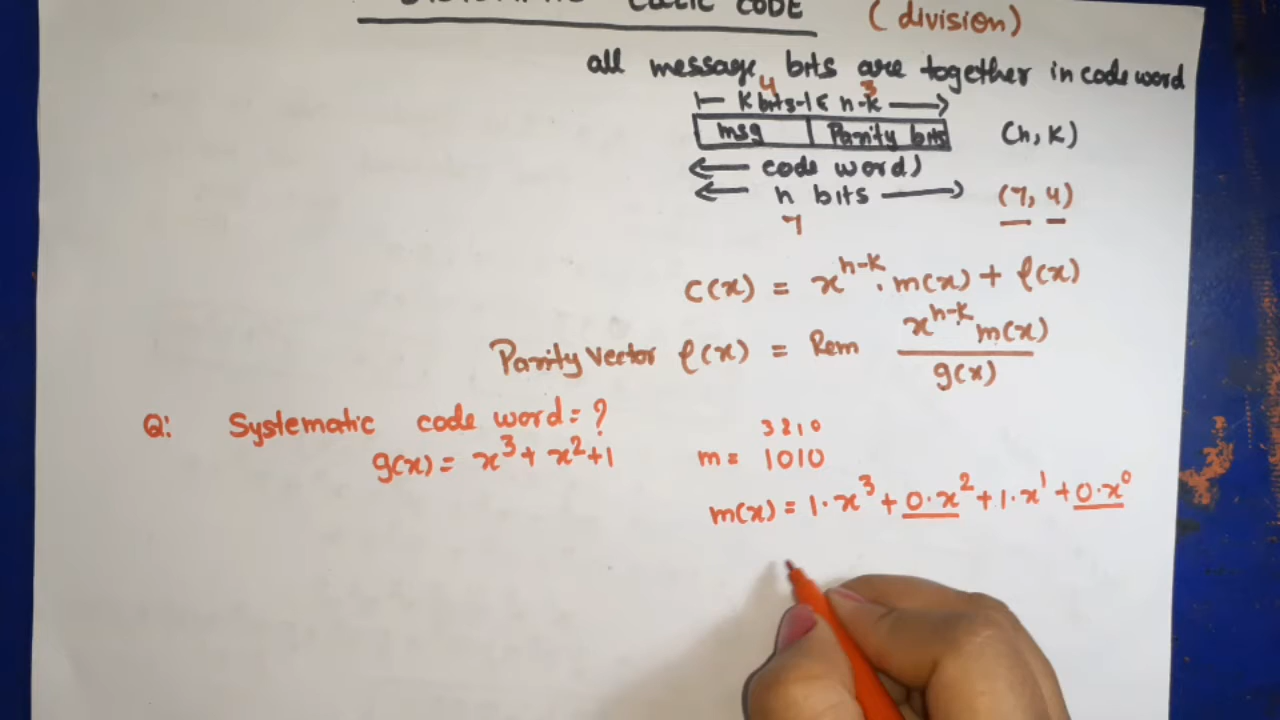 CODE (division)
all message bits are together in code word
4 3
k bits n-k
msg Parity bits (n, k)
code word
n bits (7, 4)
7
c(x) = x^{n-k} . m(x) + p(x)
Parity vector p(x) = Rem x^{n-k} m(x) / g(x)
Q: Systematic code word = ?
3 2 1 0
g(x) = x^3 + x^2 + 1 m = 1010
m(x) = 1·x^3 + 0·x^2 + 1·x^1 + 0·x^0